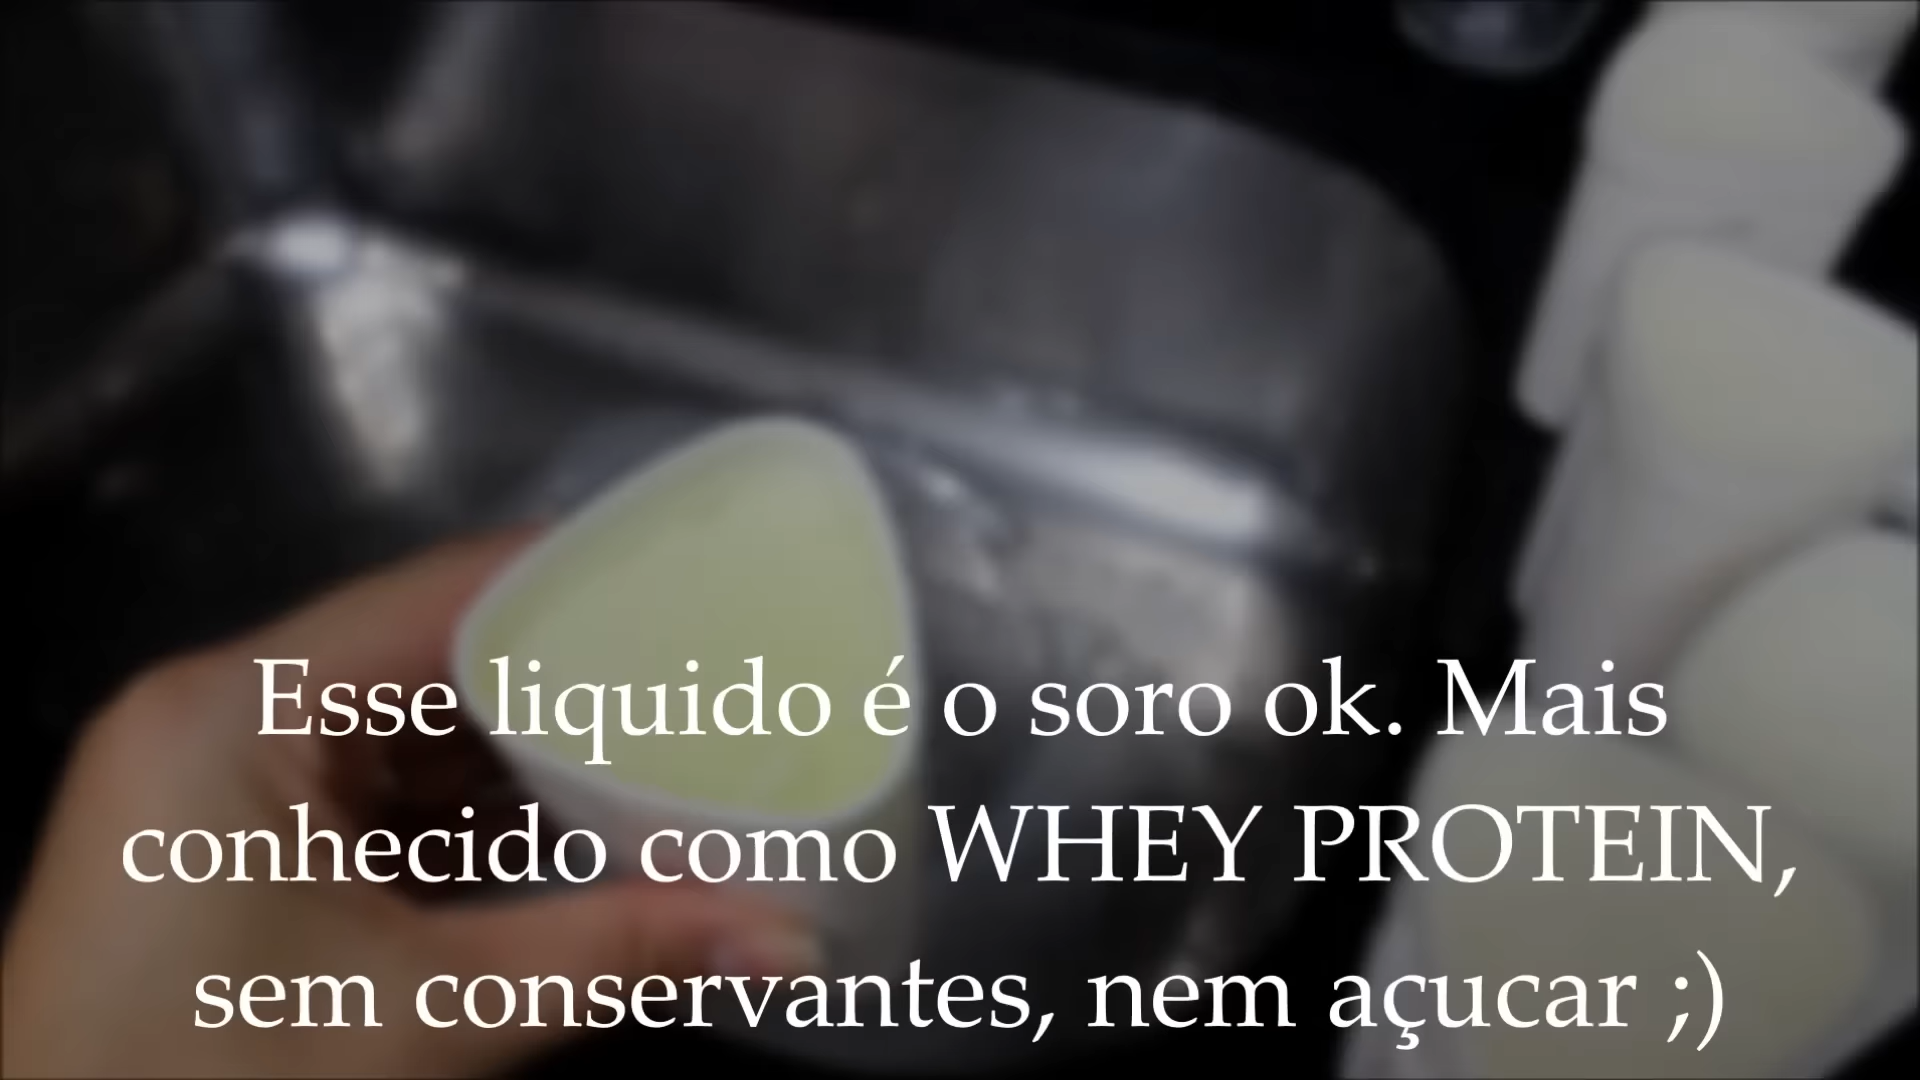 Esse liquido é o soro ok. Mais
conhecido como WHEY PROTEIN,
sem conservantes, nem açucar ;)